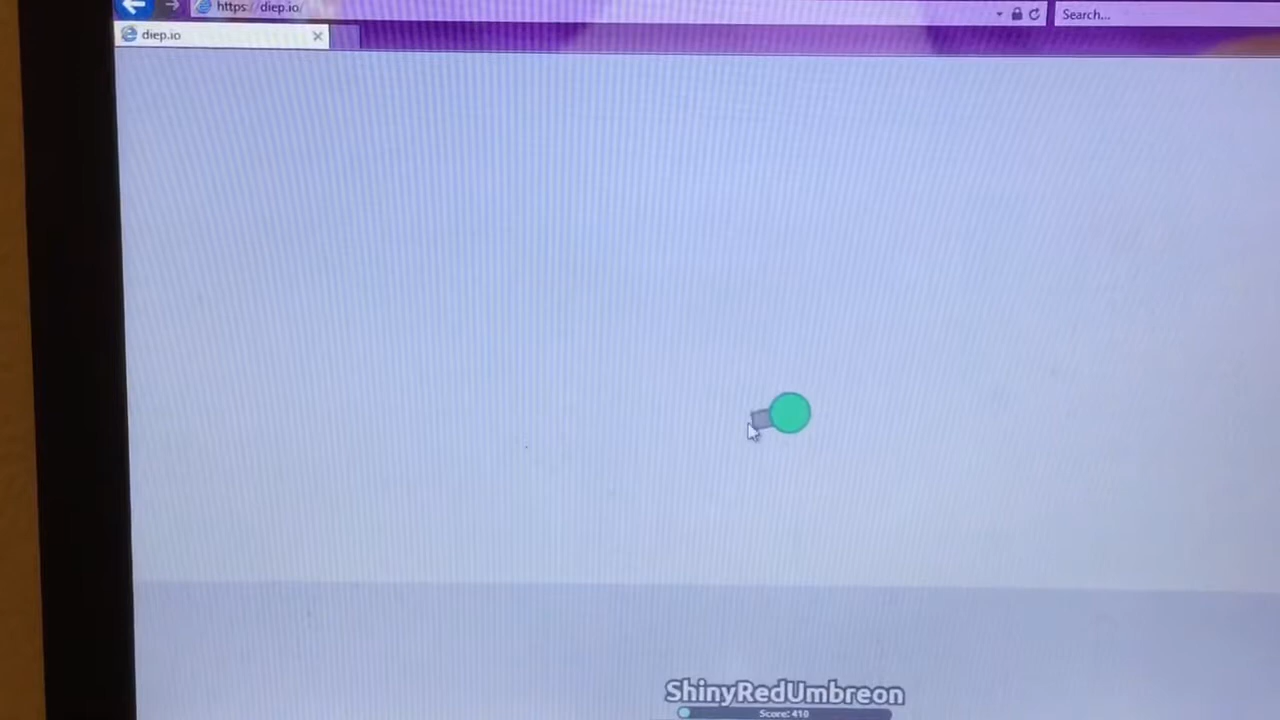 https://diep.io/
Search...
diep.io
ShinyRedUmbreon
Score: 410